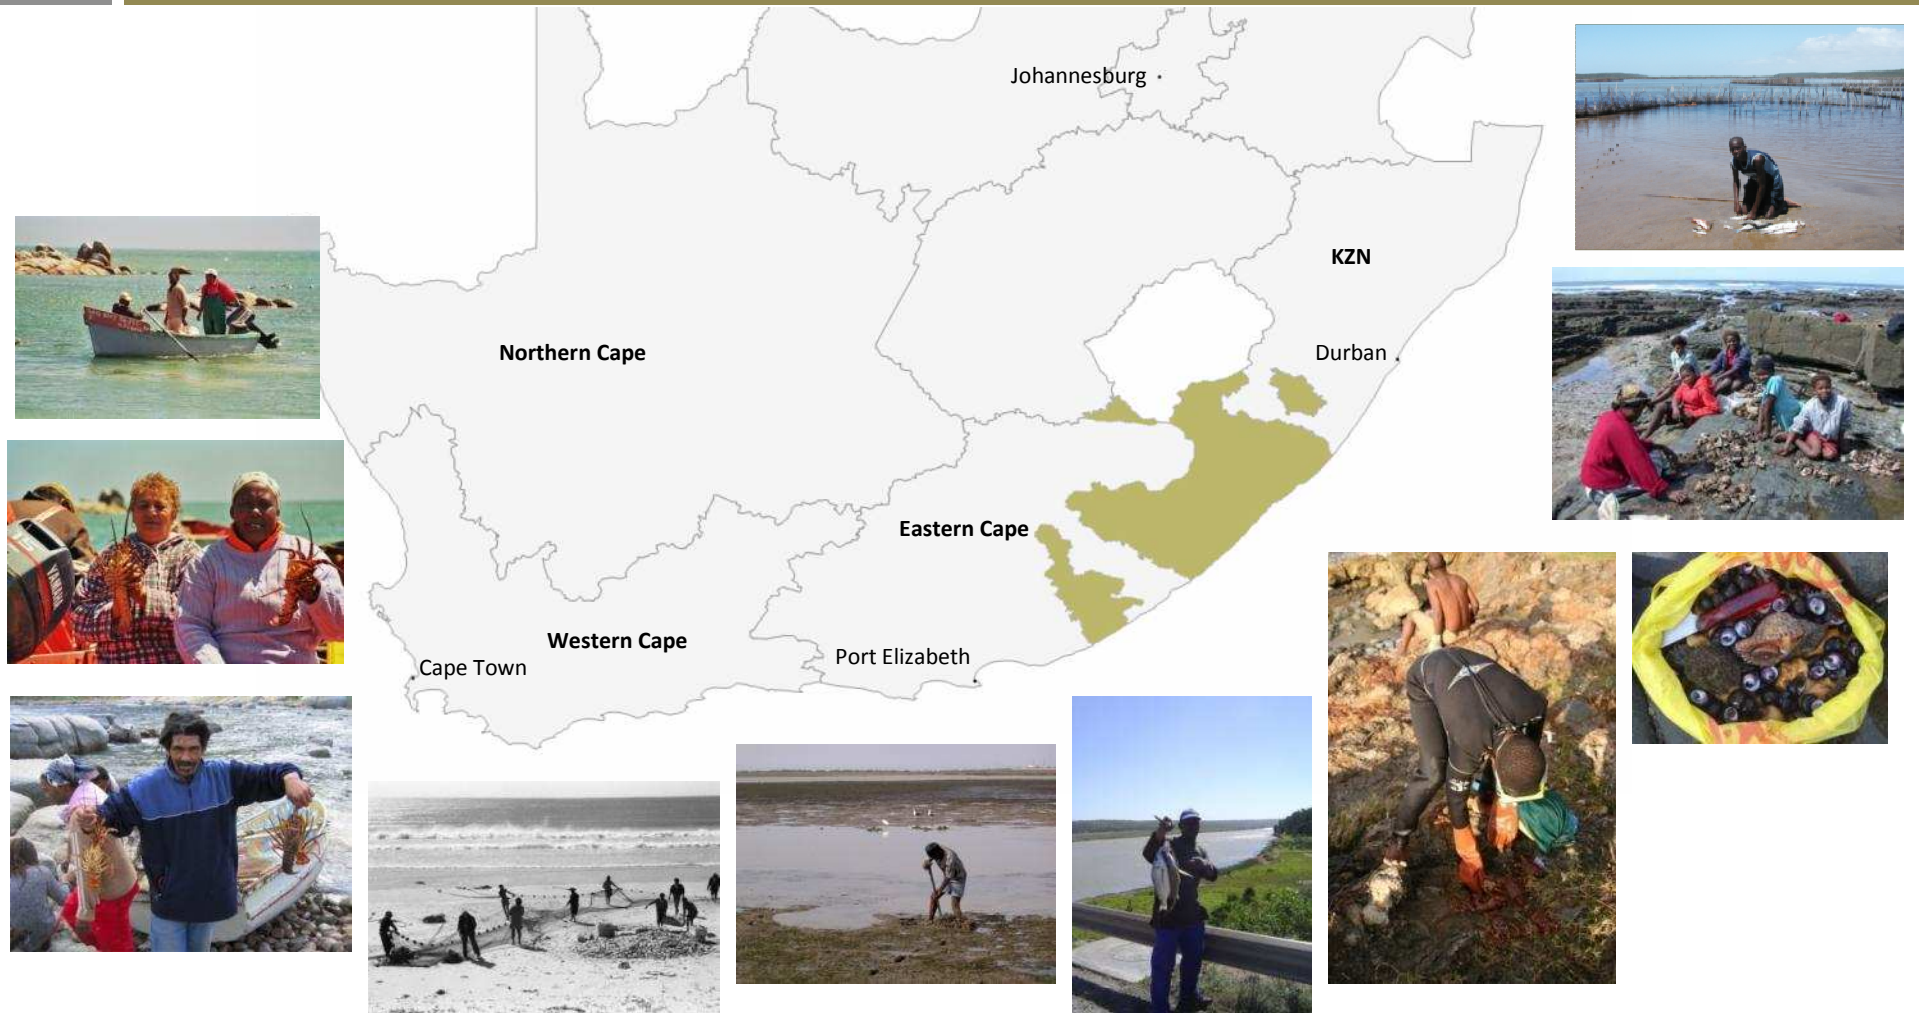 Johannesburg
KZN
Northern Cape
Durban
Eastern Cape
Western Cape
Port Elizabeth
Cape Town